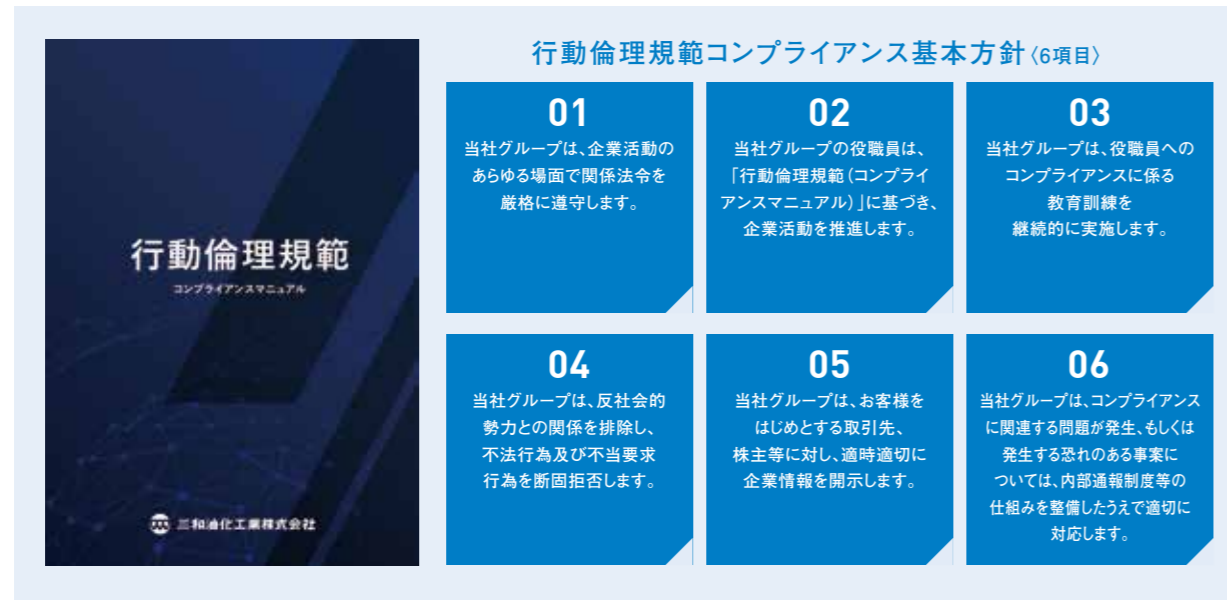 行動倫理規範
コンプライアンスマニュアル
三和油化工業株式会社
行動倫理規範コンプライアンス基本方針〈6項目〉
01
当社グループは、企業活動の
あらゆる場面で関係法令を
厳格に遵守します。
02
当社グループの役職員は、
「行動倫理規範（コンプライ
アンスマニュアル）」に基づき、
企業活動を推進します。
03
当社グループは、役職員への
コンプライアンスに係る
教育訓練を
継続的に実施します。
04
当社グループは、反社会的
勢力との関係を排除し、
不法行為及び不当要求
行為を断固拒否します。
05
当社グループは、お客様を
はじめとする取引先、
株主等に対し、適時適切に
企業情報を開示します。
06
当社グループは、コンプライアンス
に関連する問題が発生、もしくは
発生する恐れのある事案に
ついては、内部通報制度等の
仕組みを整備したうえで適切に
対応します。